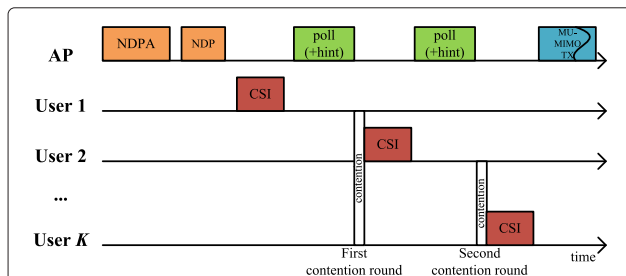 AP
NDPA
NDP
poll
(+hint)
poll
(+hint)
MU-
MIMO
TX
User 1
CSI
User 2
contention
CSI
...
contention
User K
CSI
First
contention round
Second
contention round
time